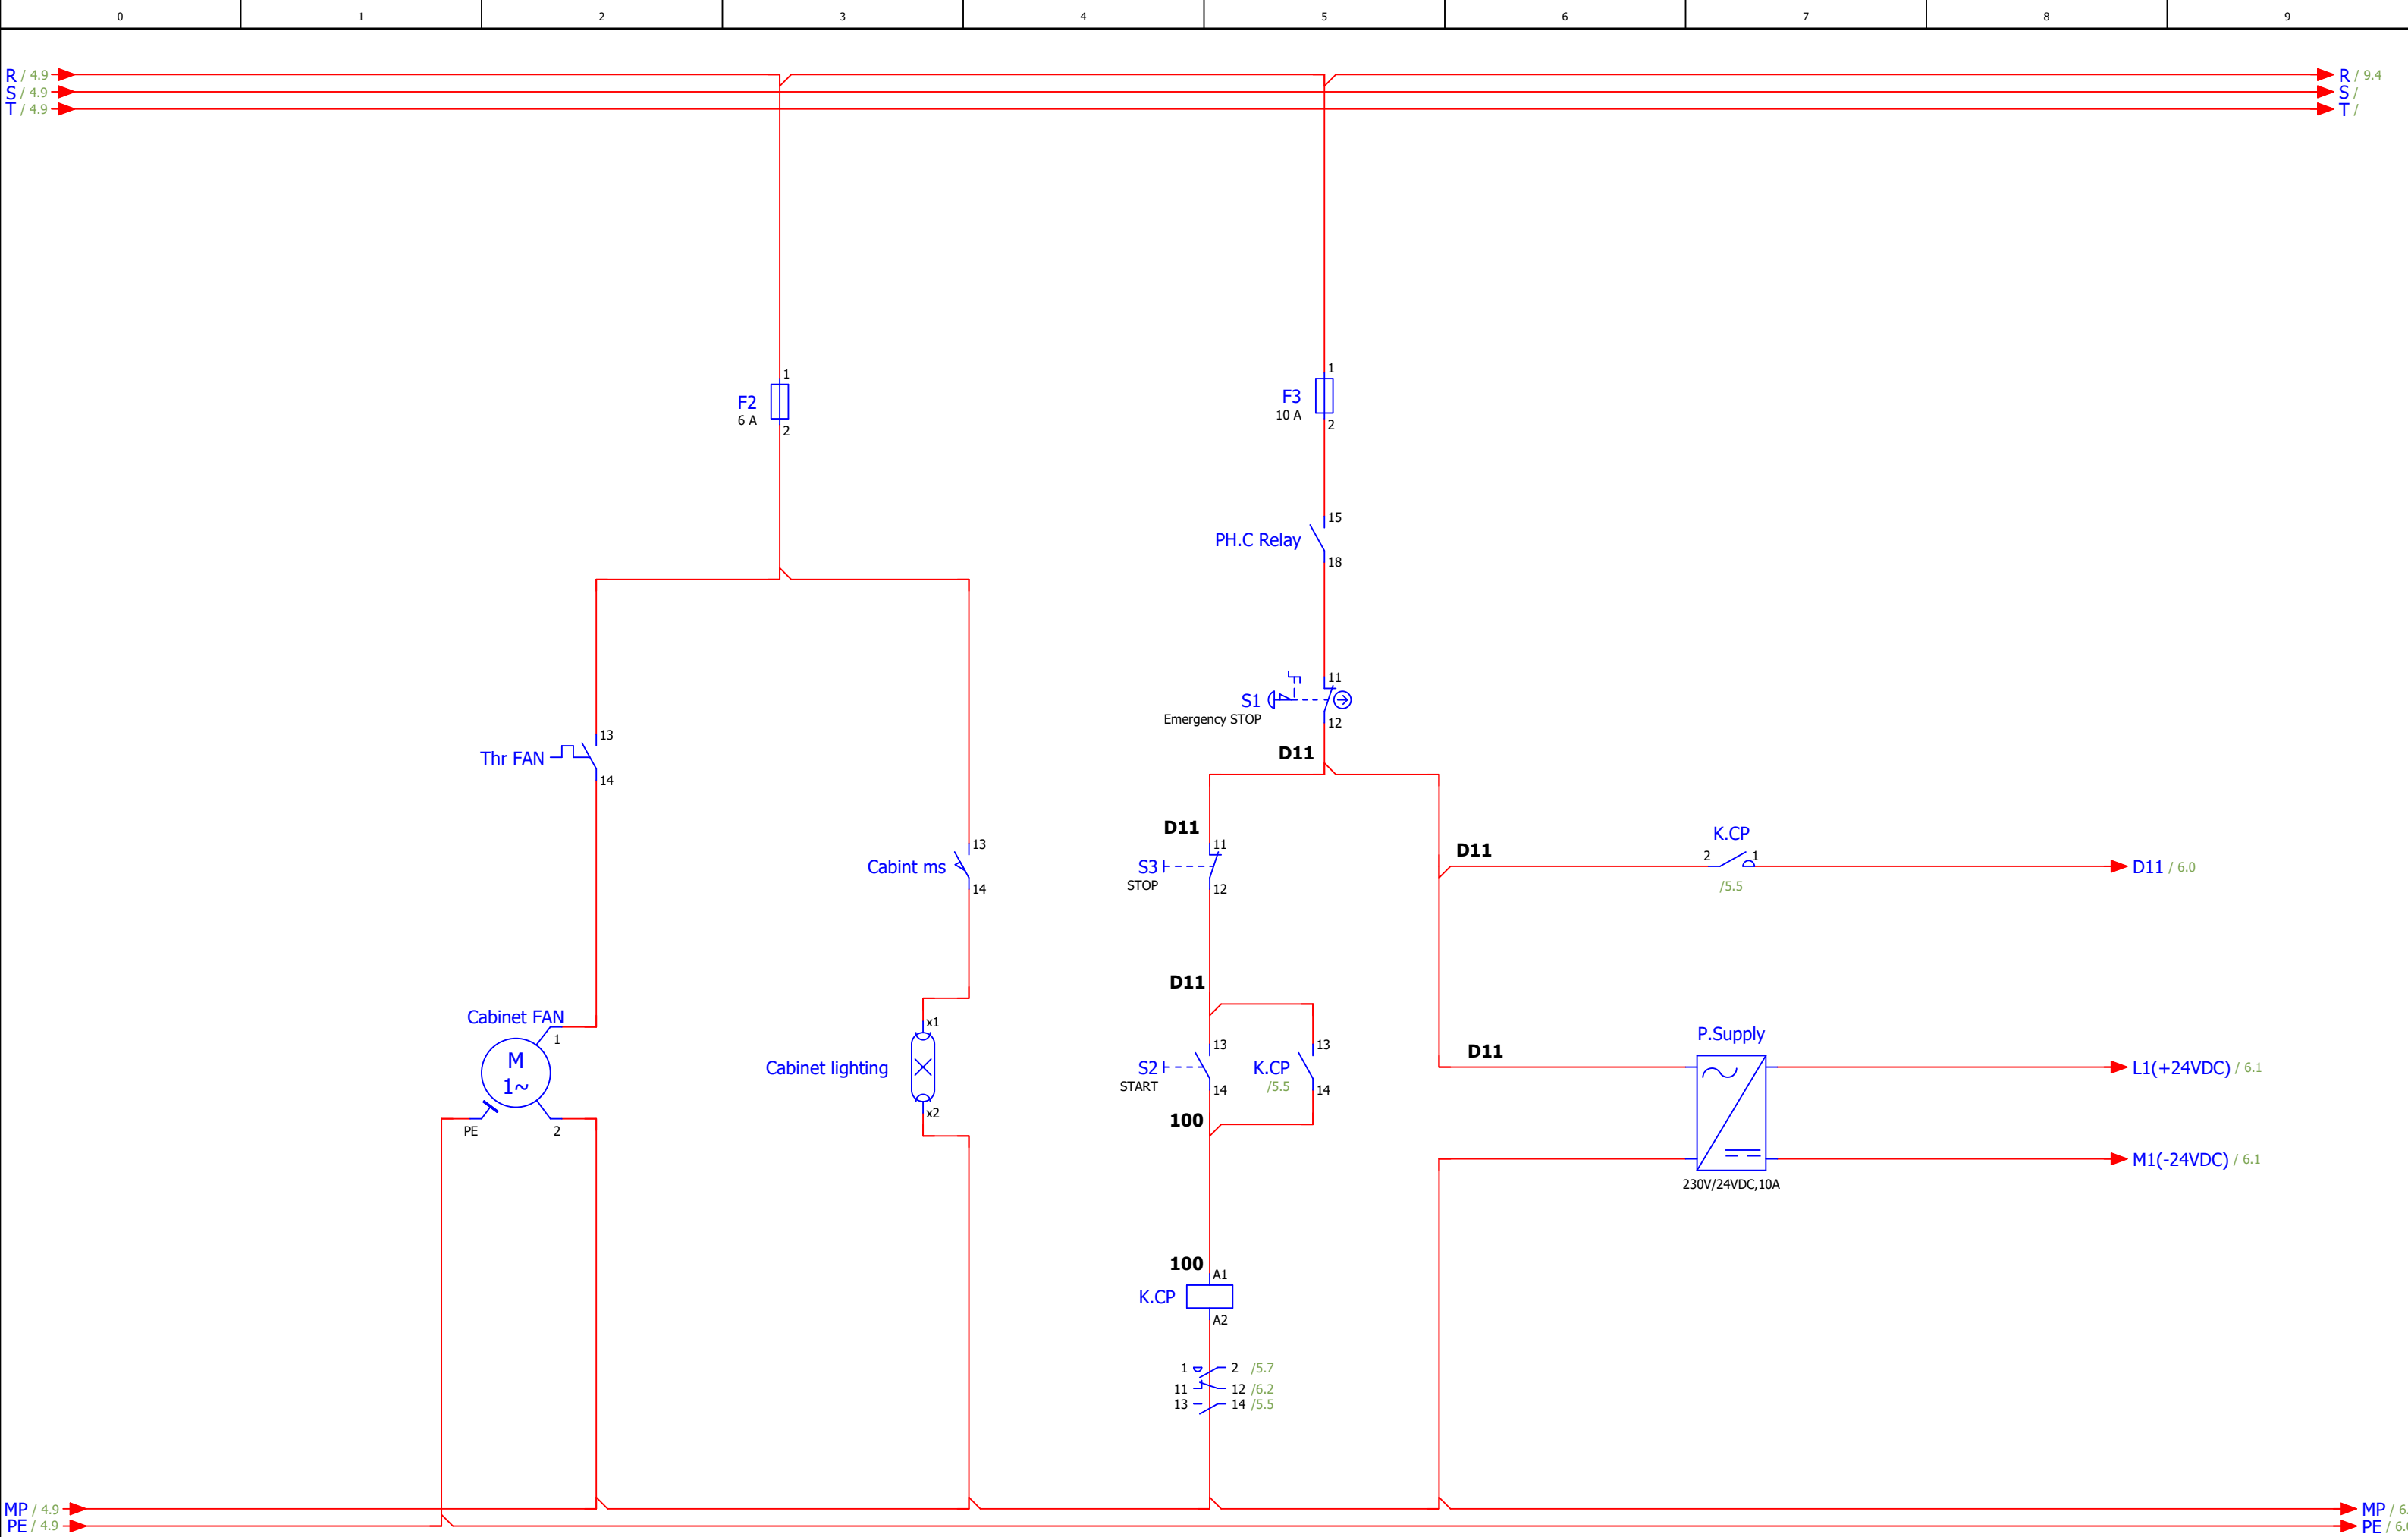 0 1 2 3 4 5 6 7 8 9
R / 4.9
R / 9.4
S / 4.9
S /
T / 4.9
T /
1
F2
6 A
2
1
F3
10 A
2
15
PH.C Relay
18
11
S1
Emergency STOP
12
D11
13
Thr FAN
14
13
Cabint ms
14
D11
11
S3
STOP
12
D11
K.CP
2 1
/5.5
D11 / 6.0
D11
13
S2
START
14
13
K.CP
/5.5
14
100
Cabinet FAN
1
M
1~
PE
2
x1
Cabinet lighting
x2
D11
P.Supply
230V/24VDC,10A
L1(+24VDC) / 6.1
M1(-24VDC) / 6.1
100
A1
K.CP
A2
1 2 /5.7
11 12 /6.2
13 14 /5.5
MP / 4.9
MP / 6.
PE / 4.9
PE / 6.